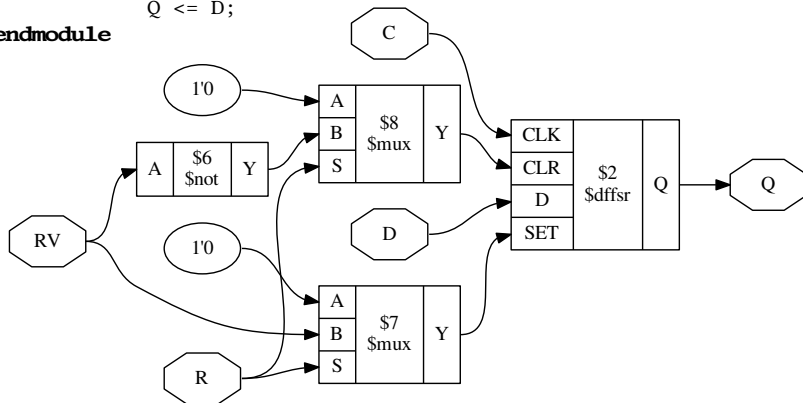 Q <= D;
endmodule
C
1'0
A
B
S
$8
$mux
Y
A
$6
$not
Y
CLK
CLR
D
SET
$2
$dffsr
Q
Q
RV
1'0
D
A
B
S
$7
$mux
Y
R